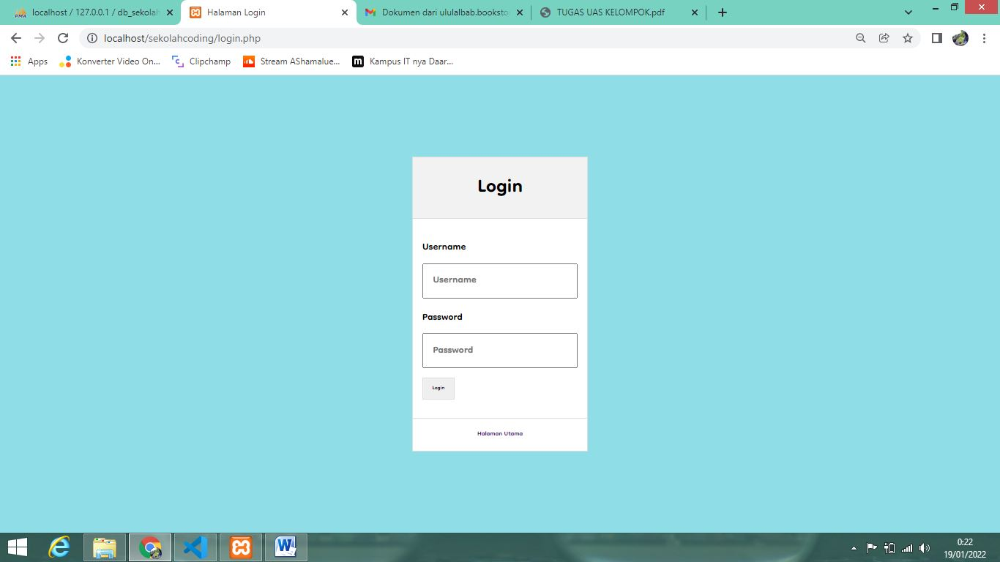 localhost / 127.0.0.1 / db_sekolah
Halaman Login
Dokumen dari ululalbab.booksto
TUGAS UAS KELOMPOK.pdf
localhost/sekolahcoding/login.php
Apps
Konverter Video On...
Clipchamp
Stream AShamalue...
m
Kampus IT nya Daar...
Login
Username
Username
Password
Password
Login
Halaman Utama
0:22
19/01/2022